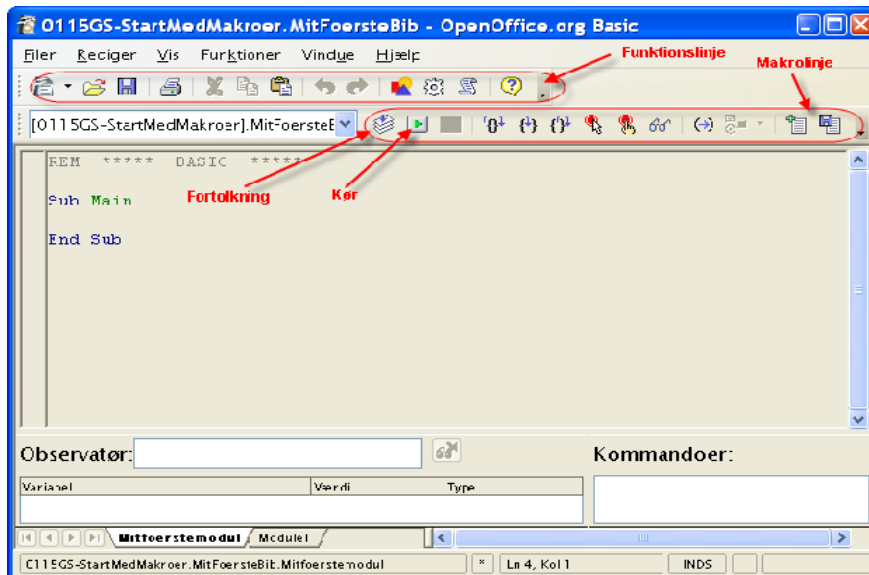 0115GS-StartMedMakroer.MitFoersteBib - OpenOffice.org Basic
Filer Rediger Vis Funktioner Vindue Hjælp
Funktionslinje
Makrolinje
[0115GS-StartMedMakroer].MitFoersteE
REM ***** BASIC *****
Fortolkning
Kør
Sub Main
End Sub
Observatør:
Kommandoer:
Variabel Værdi Type
Mitfoerstemodul Module1
0115GS-StartMedMakroer.MitFoersteBib.Mitfoerstemodul * Ln 4, Kol 1 INDS